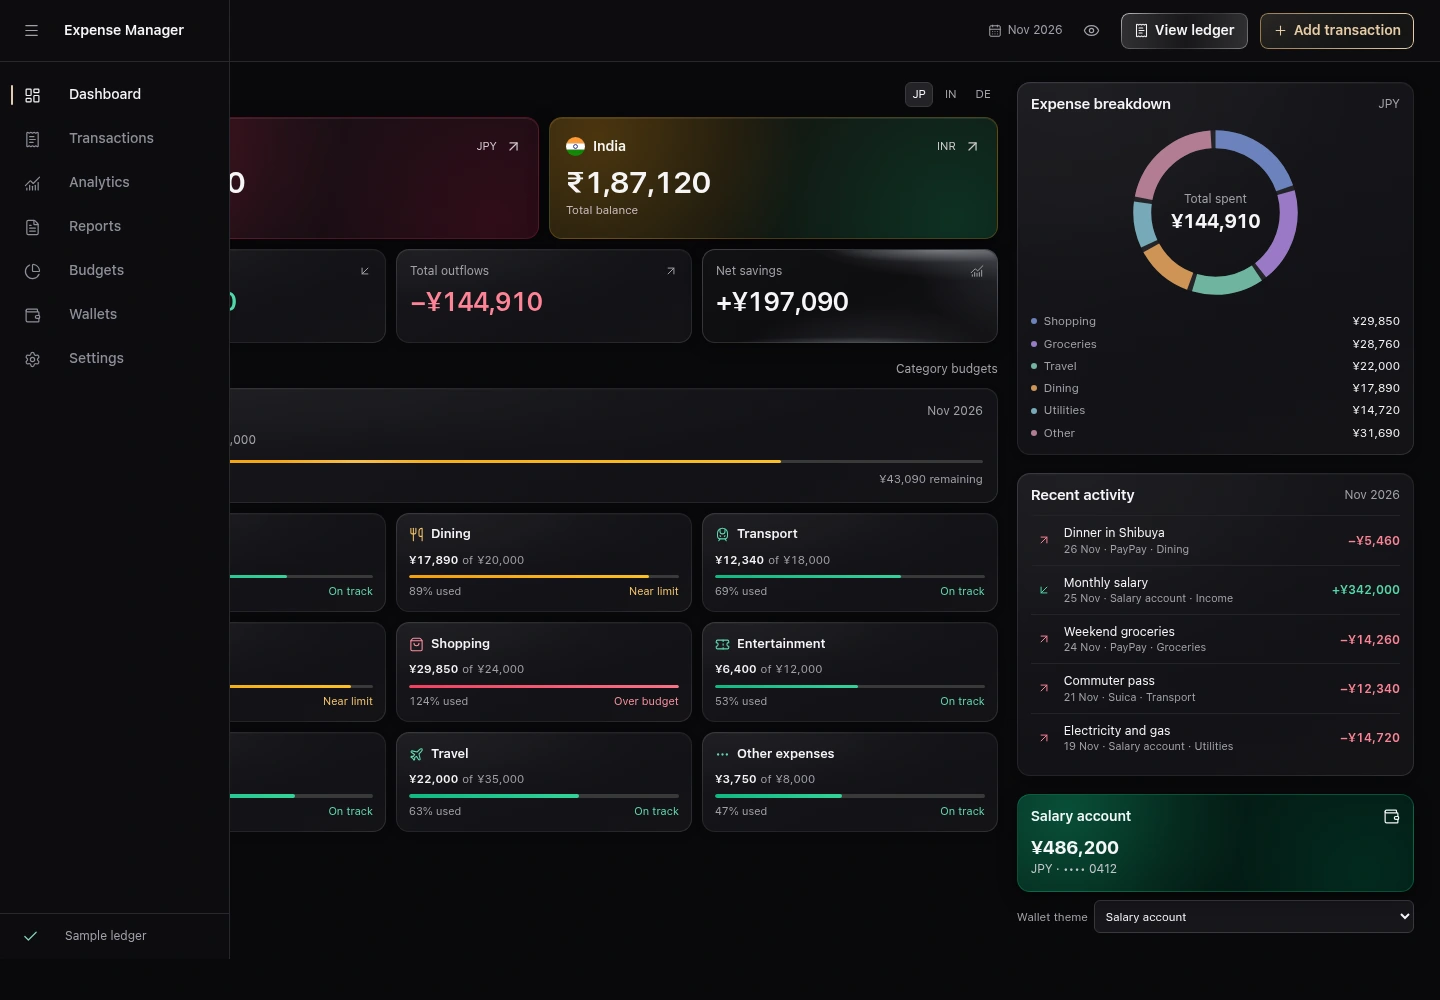 Expense Manager
Nov 2026
View ledger
Add transaction
Dashboard
Transactions
Analytics
Reports
Budgets
Wallets
Settings
Sample ledger
JP IN DE
JPY
0
India INR
₹1,87,120
Total balance
0
Total outflows
−¥144,910
Net savings
+¥197,090
Category budgets
Nov 2026
,000
¥43,090 remaining
On track
Dining
¥17,890 of ¥20,000
89% used Near limit
Transport
¥12,340 of ¥18,000
69% used On track
Near limit
Shopping
¥29,850 of ¥24,000
124% used Over budget
Entertainment
¥6,400 of ¥12,000
53% used On track
On track
Travel
¥22,000 of ¥35,000
63% used On track
Other expenses
¥3,750 of ¥8,000
47% used On track
Expense breakdown JPY
Total spent
¥144,910
Shopping ¥29,850
Groceries ¥28,760
Travel ¥22,000
Dining ¥17,890
Utilities ¥14,720
Other ¥31,690
Recent activity Nov 2026
Dinner in Shibuya −¥5,460
26 Nov · PayPay · Dining
Monthly salary +¥342,000
25 Nov · Salary account · Income
Weekend groceries −¥14,260
24 Nov · PayPay · Groceries
Commuter pass −¥12,340
21 Nov · Suica · Transport
Electricity and gas −¥14,720
19 Nov · Salary account · Utilities
Salary account
¥486,200
JPY · •••• 0412
Wallet theme Salary account